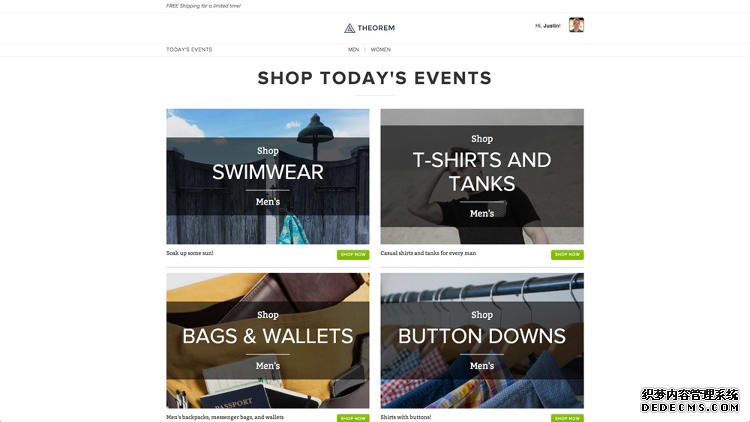 FREE Shipping for a limited time!
THEOREM
Hi, Justin!
TODAY'S EVENTS
MEN | WOMEN
SHOP TODAY'S EVENTS
Shop
SWIMWEAR
Men's
Soak up some sun!
SHOP NOW
Shop
T-SHIRTS AND
TANKS
Men's
Casual shirts and tanks for every man
SHOP NOW
Shop
BAGS & WALLETS
Men's
PASSPORT
Men's backpacks, messenger bags, and wallets
SHOP NOW
Shop
BUTTON DOWNS
Men's
Shirts with buttons!
SHOP NOW
织梦内容管理系统
DEDECMS.COM